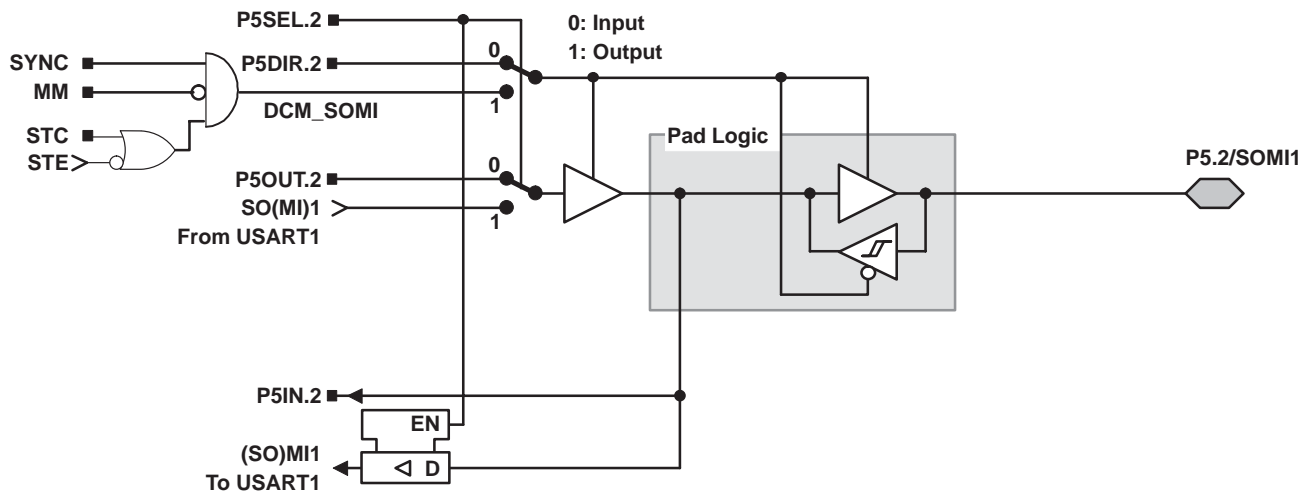 P5SEL.2
0: Input
1: Output
SYNC
MM
STC
STE
P5DIR.2
0
1
DCM_SOMI
Pad Logic
P5.2/SOMI1
P5OUT.2
0
SO(MI)1
1
From USART1
P5IN.2
EN
(SO)MI1
D
To USART1